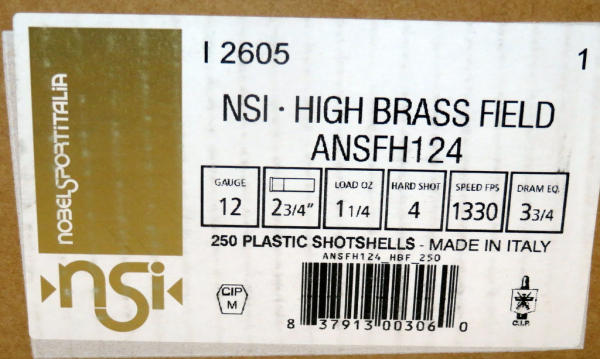 I 2605
1
NOBELSPORTITALIA
NSI · HIGH BRASS FIELD
ANSFH124
GAUGE
12
2 3/4"
LOAD OZ
1 1/4
HARD SHOT
4
SPEED FPS
1330
DRAM EQ.
3 3/4
250 PLASTIC SHOTSHELLS - MADE IN ITALY
ANSFH124_HBF_250
nsi
CIP
M
8 37913 00306 0
C.I.P.